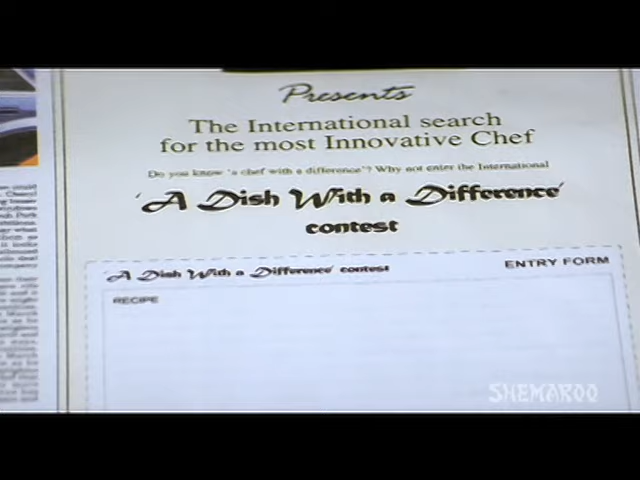 Presents
The International search
for the most Innovative Chef
Do you know 'a chef with a difference'? Why not enter the International
'A Dish With a Difference'
contest
'A Dish With a Difference' contest
ENTRY FORM
RECIPE
SHEMAROO